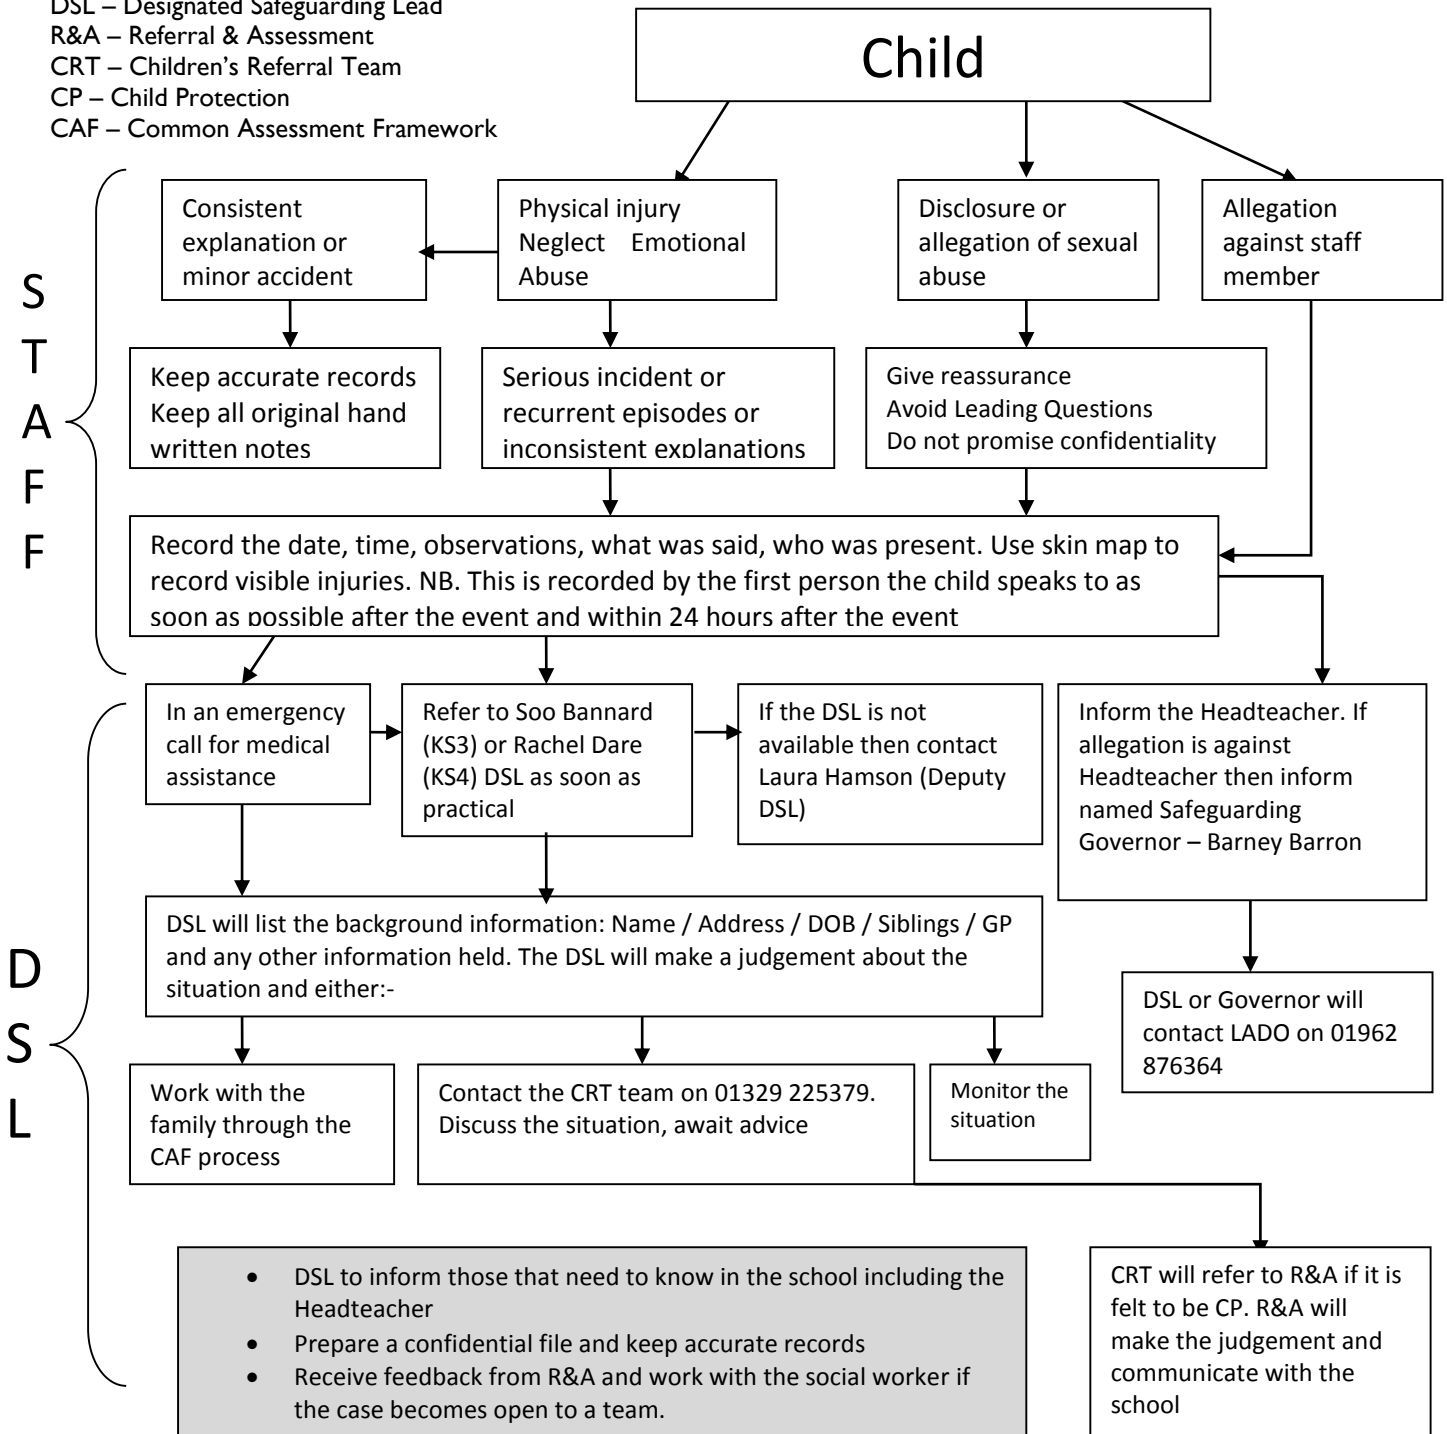 DSL – Designated Safeguarding Lead
R&A – Referral & Assessment
CRT – Children's Referral Team
CP – Child Protection
CAF – Common Assessment Framework
Child
S
T
A
F
F
Consistent
explanation or
minor accident
Physical injury
Neglect Emotional
Abuse
Disclosure or
allegation of sexual
abuse
Allegation
against staff
member
Keep accurate records
Keep all original hand
written notes
Serious incident or
recurrent episodes or
inconsistent explanations
Give reassurance
Avoid Leading Questions
Do not promise confidentiality
Record the date, time, observations, what was said, who was present. Use skin map to
record visible injuries. NB. This is recorded by the first person the child speaks to as
soon as possible after the event and within 24 hours after the event
D
S
L
In an emergency
call for medical
assistance
Refer to Soo Bannard
(KS3) or Rachel Dare
(KS4) DSL as soon as
practical
If the DSL is not
available then contact
Laura Hamson (Deputy
DSL)
Inform the Headteacher. If
allegation is against
Headteacher then inform
named Safeguarding
Governor – Barney Barron
DSL will list the background information: Name / Address / DOB / Siblings / GP
and any other information held. The DSL will make a judgement about the
situation and either:-
DSL or Governor will
contact LADO on 01962
876364
Work with the
family through the
CAF process
Contact the CRT team on 01329 225379.
Discuss the situation, await advice
Monitor the
situation
• DSL to inform those that need to know in the school including the
Headteacher
• Prepare a confidential file and keep accurate records
• Receive feedback from R&A and work with the social worker if
the case becomes open to a team.
CRT will refer to R&A if it is
felt to be CP. R&A will
make the judgement and
communicate with the
school